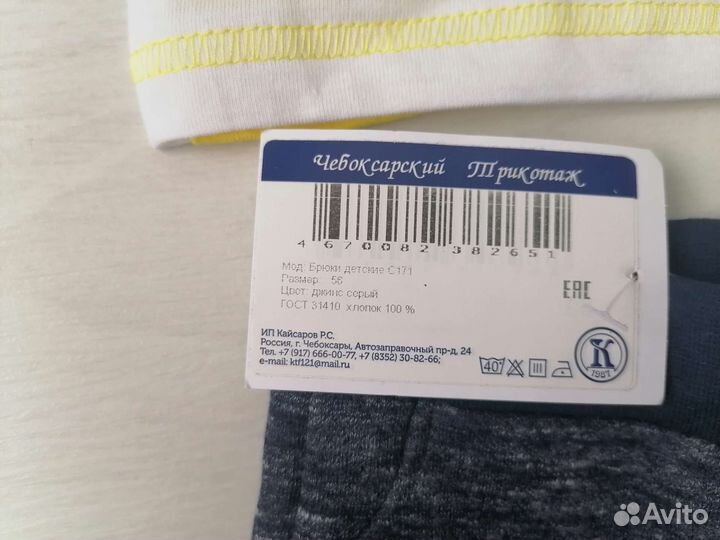 Чебоксарский Трикотаж
4 670082 382651
Мод: Брюки детские С171
Размер: 56
Цвет: джинс серый
ГОСТ 31410 хлопок 100 %
EAC
ИП Кайсаров Р.С.
Россия, г. Чебоксары, Автозаправочный пр-д, 24
Тел. +7 (917) 666-00-77, +7 (8352) 30-82-66;
e-mail: ktf121@mail.ru
40°
К
1987
Avito